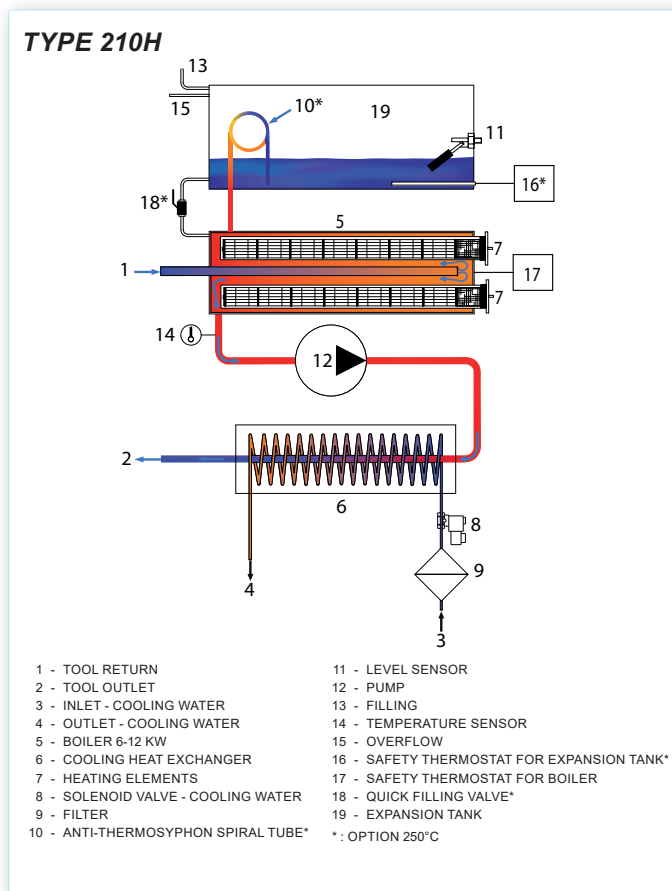 TYPE 210H
13
15
10*
19
11
16*
18*
5
7
1
17
7
14
12
2
6
8
4
9
3
1 - TOOL RETURN
2 - TOOL OUTLET
3 - INLET - COOLING WATER
4 - OUTLET - COOLING WATER
5 - BOILER 6-12 KW
6 - COOLING HEAT EXCHANGER
7 - HEATING ELEMENTS
8 - SOLENOID VALVE - COOLING WATER
9 - FILTER
10 - ANTI-THERMOSYPHON SPIRAL TUBE*
11 - LEVEL SENSOR
12 - PUMP
13 - FILLING
14 - TEMPERATURE SENSOR
15 - OVERFLOW
16 - SAFETY THERMOSTAT FOR EXPANSION TANK*
17 - SAFETY THERMOSTAT FOR BOILER
18 - QUICK FILLING VALVE*
19 - EXPANSION TANK
* : OPTION 250°C